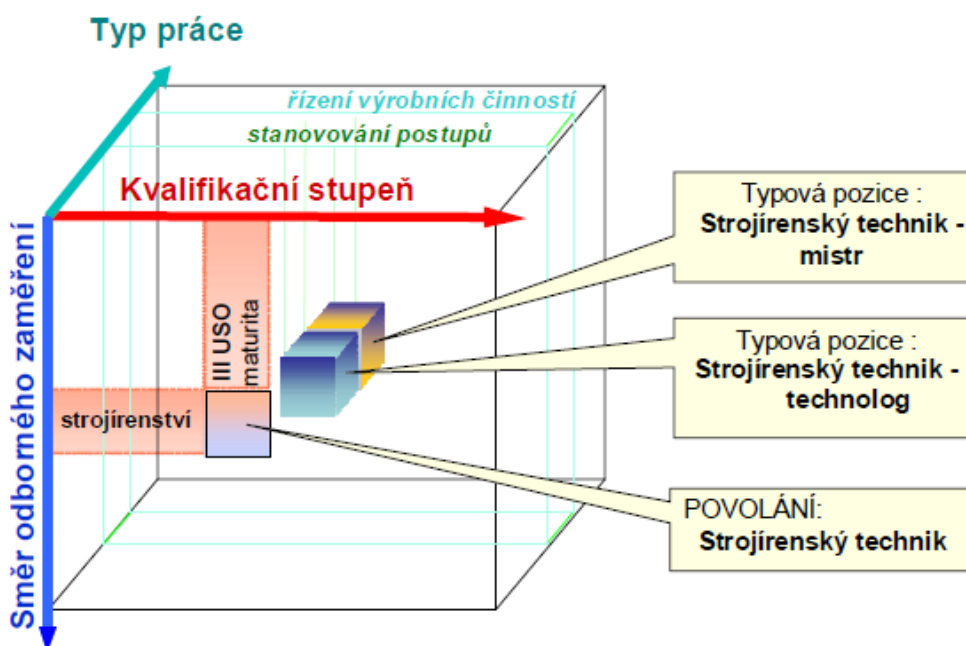 Typ práce
řízení výrobních činností
stanovování postupů
Kvalifikační stupeň
Směr odborného zaměření
III USO
maturita
strojírenství
Typová pozice :
Strojírenský technik -
mistr
Typová pozice :
Strojírenský technik -
technolog
POVOLÁNÍ:
Strojírenský technik